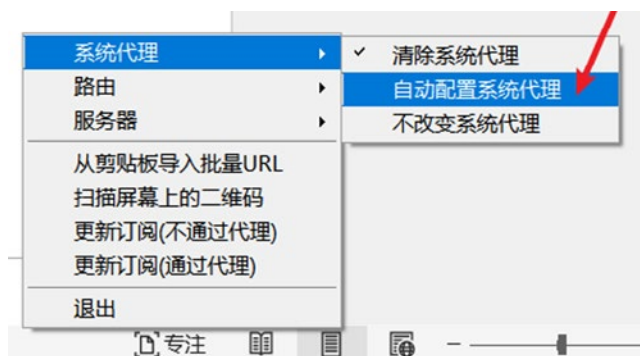 系统代理
路由
服务器
从剪贴板导入批量URL
扫描屏幕上的二维码
更新订阅(不通过代理)
更新订阅(通过代理)
退出
清除系统代理
自动配置系统代理
不改变系统代理
专注